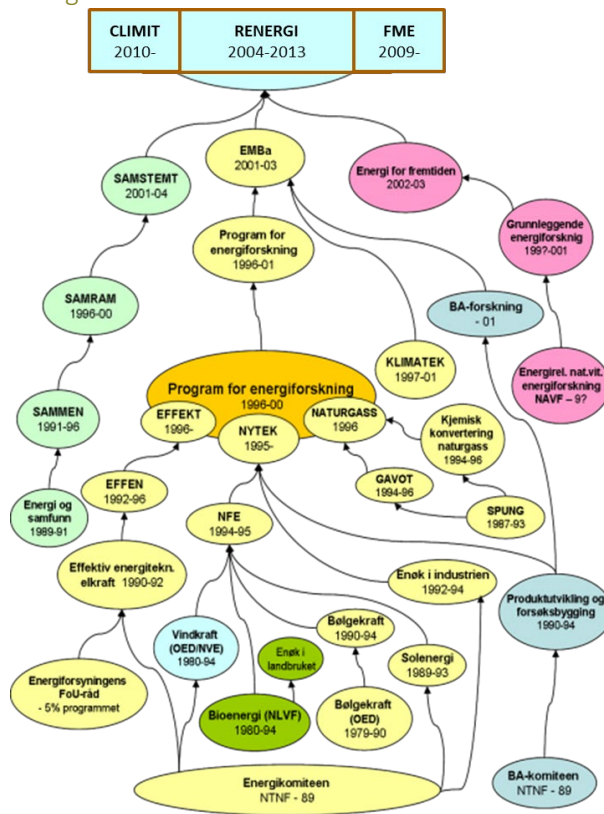 CLIMIT
2010-
RENERGI
2004-2013
FME
2009-
EMBa
2001-03
SAMSTEMT
2001-04
Energi for fremtiden
2002-03
Grunnleggende
energiforsknig
199?-001
Program for
energiforskning
1996-01
SAMRAM
1996-00
BA-forskning
- 01
KLIMATEK
1997-01
Energirel. nat.vit.
energiforskning
NAVF – 9?
Program for energiforskning
1996-00
EFFEKT
1996-
NYTEK
1995-
NATURGASS
1996
SAMMEN
1991-96
Kjemisk
konvertering
naturgass
1994-96
EFFEN
1992-96
GAVOT
1994-96
SPUNG
1987-93
Energi og
samfunn
1989-91
NFE
1994-95
Effektiv energitekn.
elkraft 1990-92
Enøk i industrien
1992-94
Produktutvikling og
forsøksbygging
1990-94
Vindkraft
(OED/NVE)
1980-94
Bølgekraft
1990-94
Enøk i
landbruket
Solenergi
1989-93
Energiforsyningens
FoU-råd
- 5% programmet
Bioenergi (NLVF)
1980-94
Bølgekraft
(OED)
1979-90
Energikomiteen
NTNF - 89
BA-komiteen
NTNF - 89